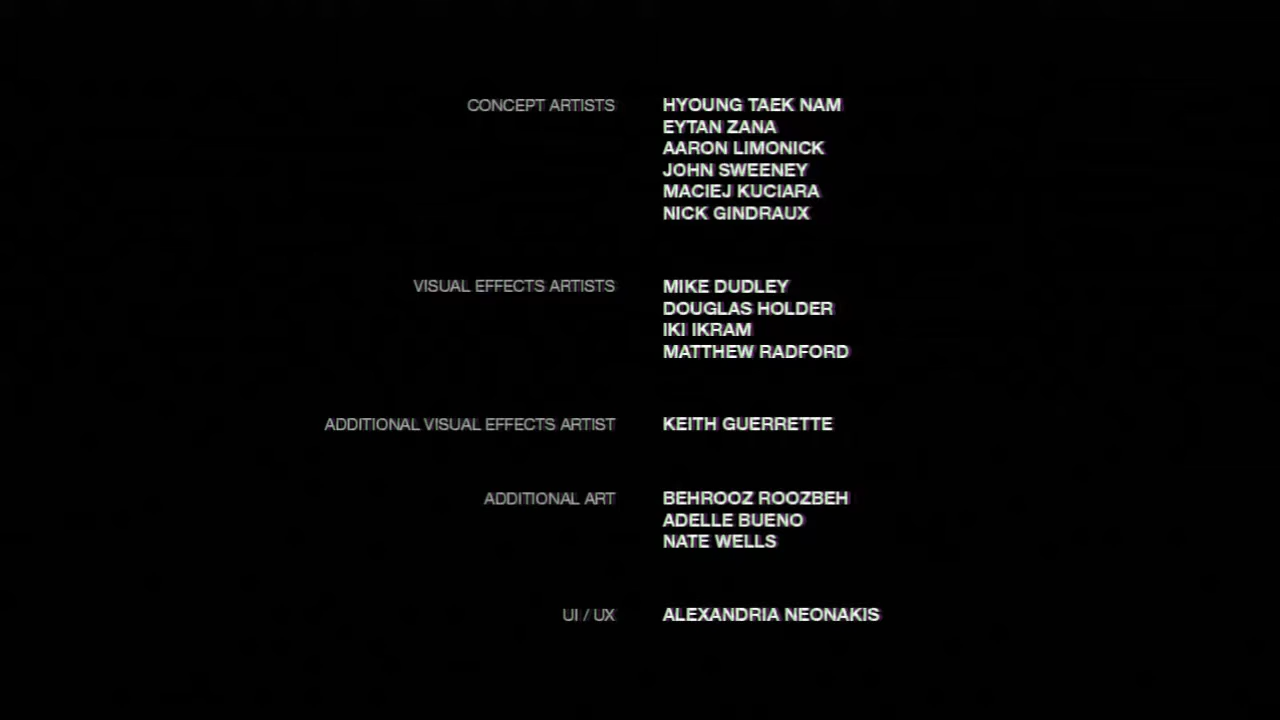 CONCEPT ARTISTS HYOUNG TAEK NAM
EYTAN ZANA
AARON LIMONICK
JOHN SWEENEY
MACIEJ KUCIARA
NICK GINDRAUX
VISUAL EFFECTS ARTISTS MIKE DUDLEY
DOUGLAS HOLDER
IKI IKRAM
MATTHEW RADFORD
ADDITIONAL VISUAL EFFECTS ARTIST KEITH GUERRETTE
ADDITIONAL ART BEHROOZ ROOZBEH
ADELLE BUENO
NATE WELLS
UI / UX ALEXANDRIA NEONAKIS